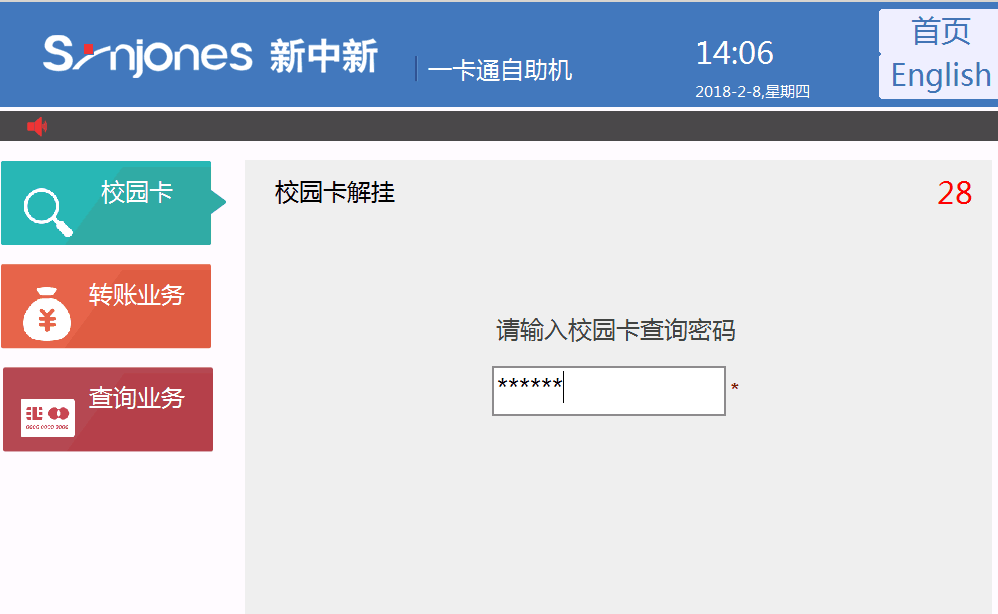 Synjones 新中新
一卡通自助机
14:06
2018-2-8,星期四
首页
English
校园卡
转账业务
查询业务
校园卡解挂
28
请输入校园卡查询密码
******
*